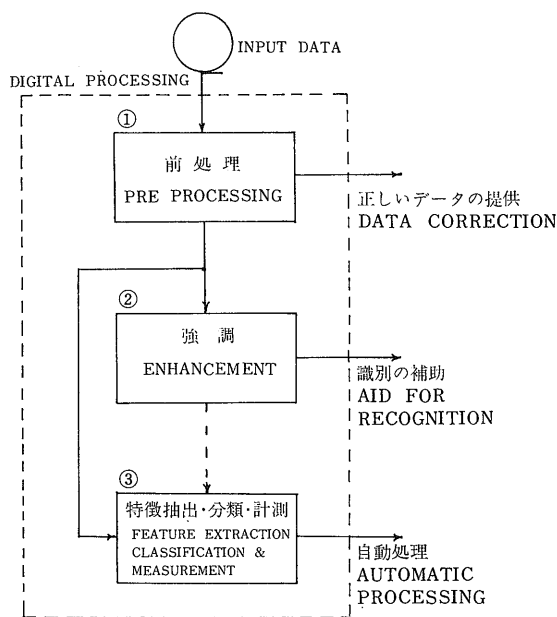 INPUT DATA
DIGITAL PROCESSING
①
前処理
PRE PROCESSING
正しいデータの提供
DATA CORRECTION
②
強調
ENHANCEMENT
識別の補助
AID FOR
RECOGNITION
③
特徴抽出・分類・計測
FEATURE EXTRACTION
CLASSIFICATION &
MEASUREMENT
自動処理
AUTOMATIC
PROCESSING